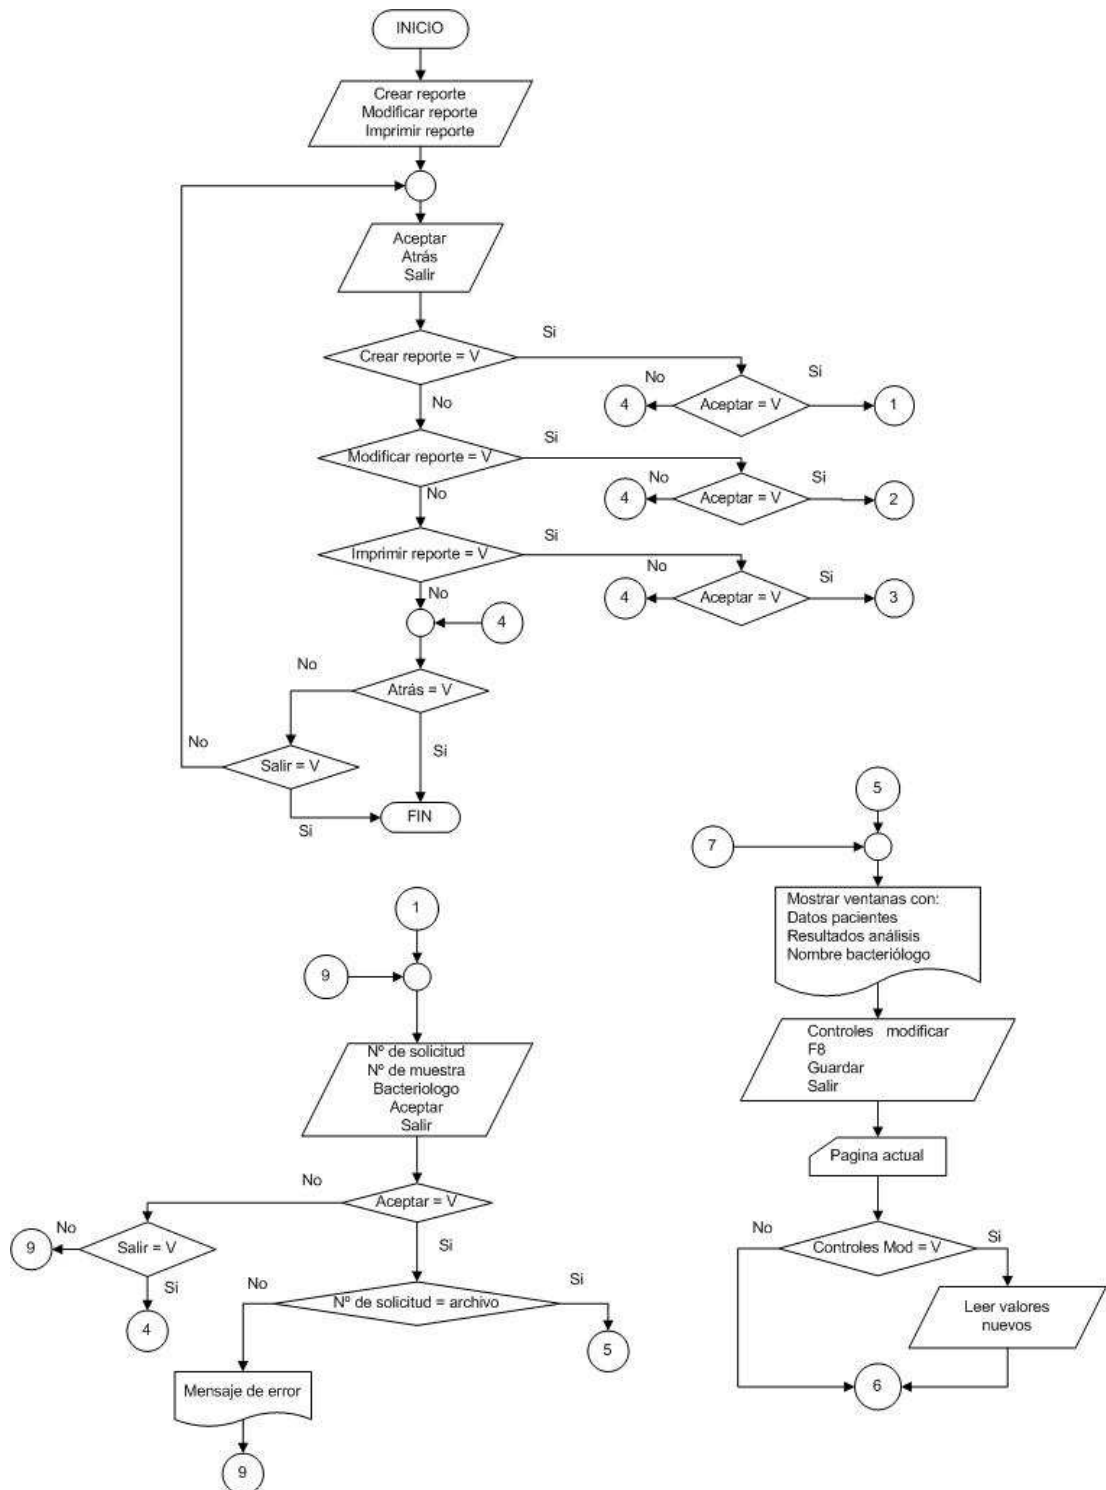 INICIO
Crear reporte
Modificar reporte
Imprimir reporte
Aceptar
Atrás
Salir
Si
Crear reporte = V
No
Si
4
Aceptar = V
1
No
Si
Modificar reporte = V
No
Si
4
Aceptar = V
2
No
Si
Imprimir reporte = V
No
Si
4
Aceptar = V
3
No
4
No
Atrás = V
No
Si
Salir = V
Si
FIN
5
7
Mostrar ventanas con:
Datos pacientes
Resultados análisis
Nombre bacteriólogo
Controles modificar
F8
Guardar
Salir
Pagina actual
No
Si
Controles Mod = V
Leer valores
nuevos
6
1
9
Nº de solicitud
Nº de muestra
Bacteriologo
Aceptar
Salir
No
Aceptar = V
No
Si
9
Salir = V
Si
No
Si
Nº de solicitud = archivo
4
5
Mensaje de error
9